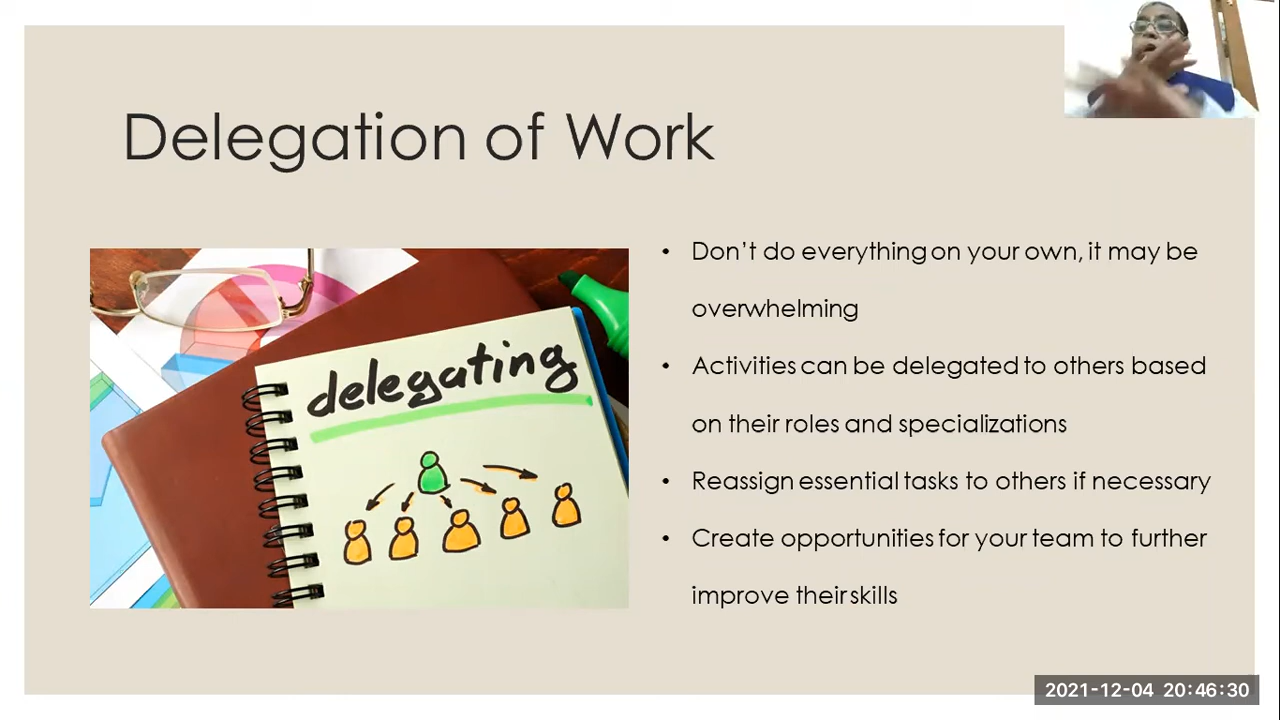 Delegation of Work
delegating
• Don’t do everything on your own, it may be
overwhelming
• Activities can be delegated to others based
on their roles and specializations
• Reassign essential tasks to others if necessary
• Create opportunities for your team to further
improve their skills
2021-12-04 20:46:30